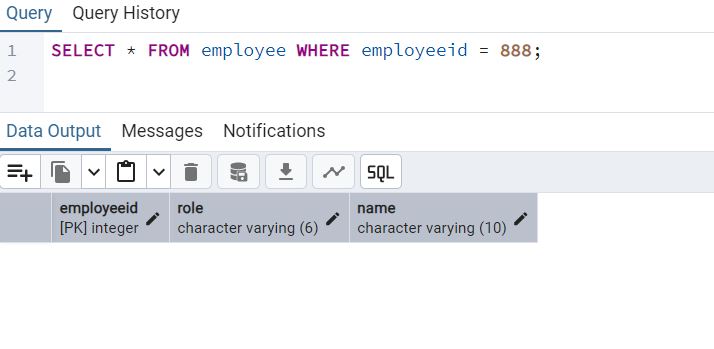 Query Query History
1 SELECT * FROM employee WHERE employeeid = 888;
2
Data Output Messages Notifications
SQL
employeeid role name
[PK] integer character varying (6) character varying (10)